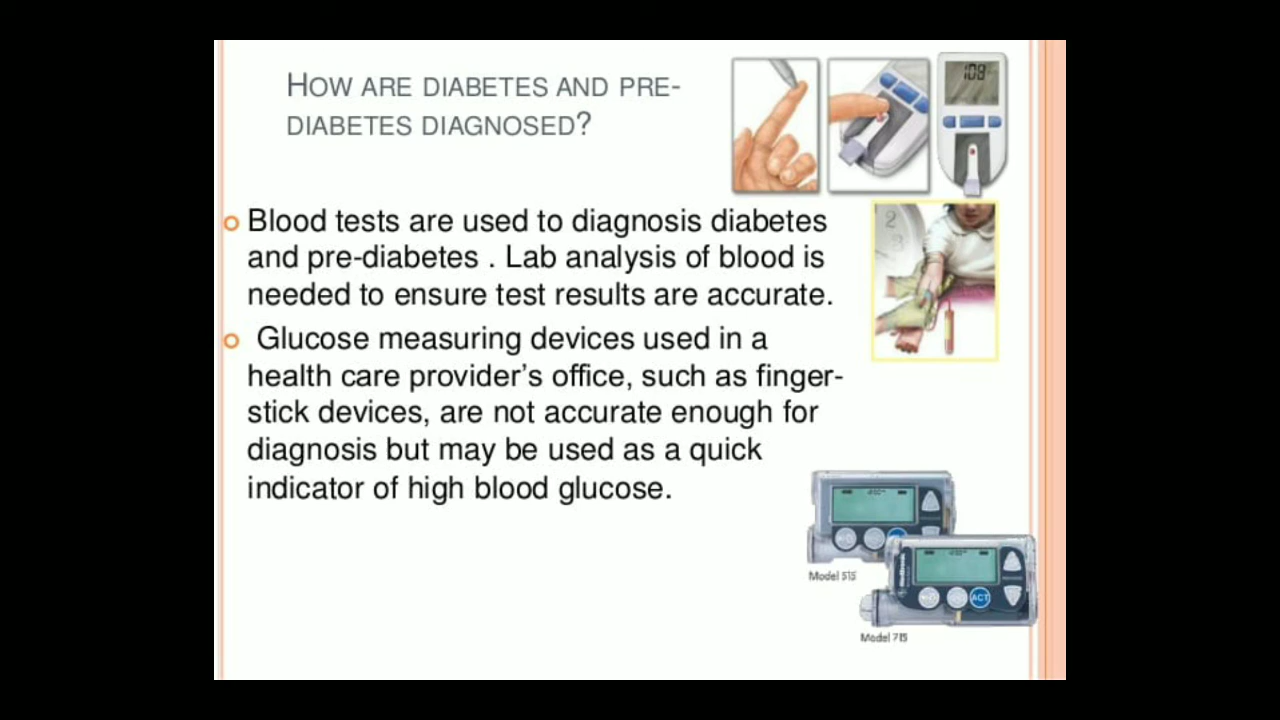 HOW ARE DIABETES AND PRE-
DIABETES DIAGNOSED?
108
Blood tests are used to diagnosis diabetes
and pre-diabetes . Lab analysis of blood is
needed to ensure test results are accurate.
Glucose measuring devices used in a
health care provider’s office, such as finger-
stick devices, are not accurate enough for
diagnosis but may be used as a quick
indicator of high blood glucose.
2
3
Model 515
ACT
Model 715